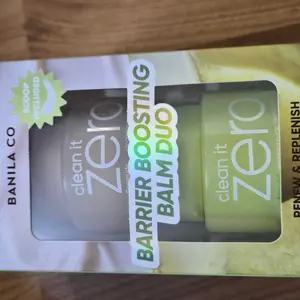 SCOOP
INCLUDED
BANILA CO
clean it
zero
BARRIER BOOSTING
BALM DUO
clean it
zero
RENEW & REPLENISH